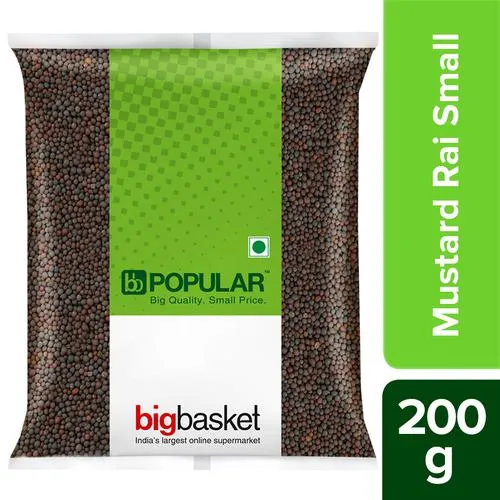 bb POPULAR™
Big Quality. Small Price.
bigbasket
India's largest online supermarket
Mustard Rai Small
200
g